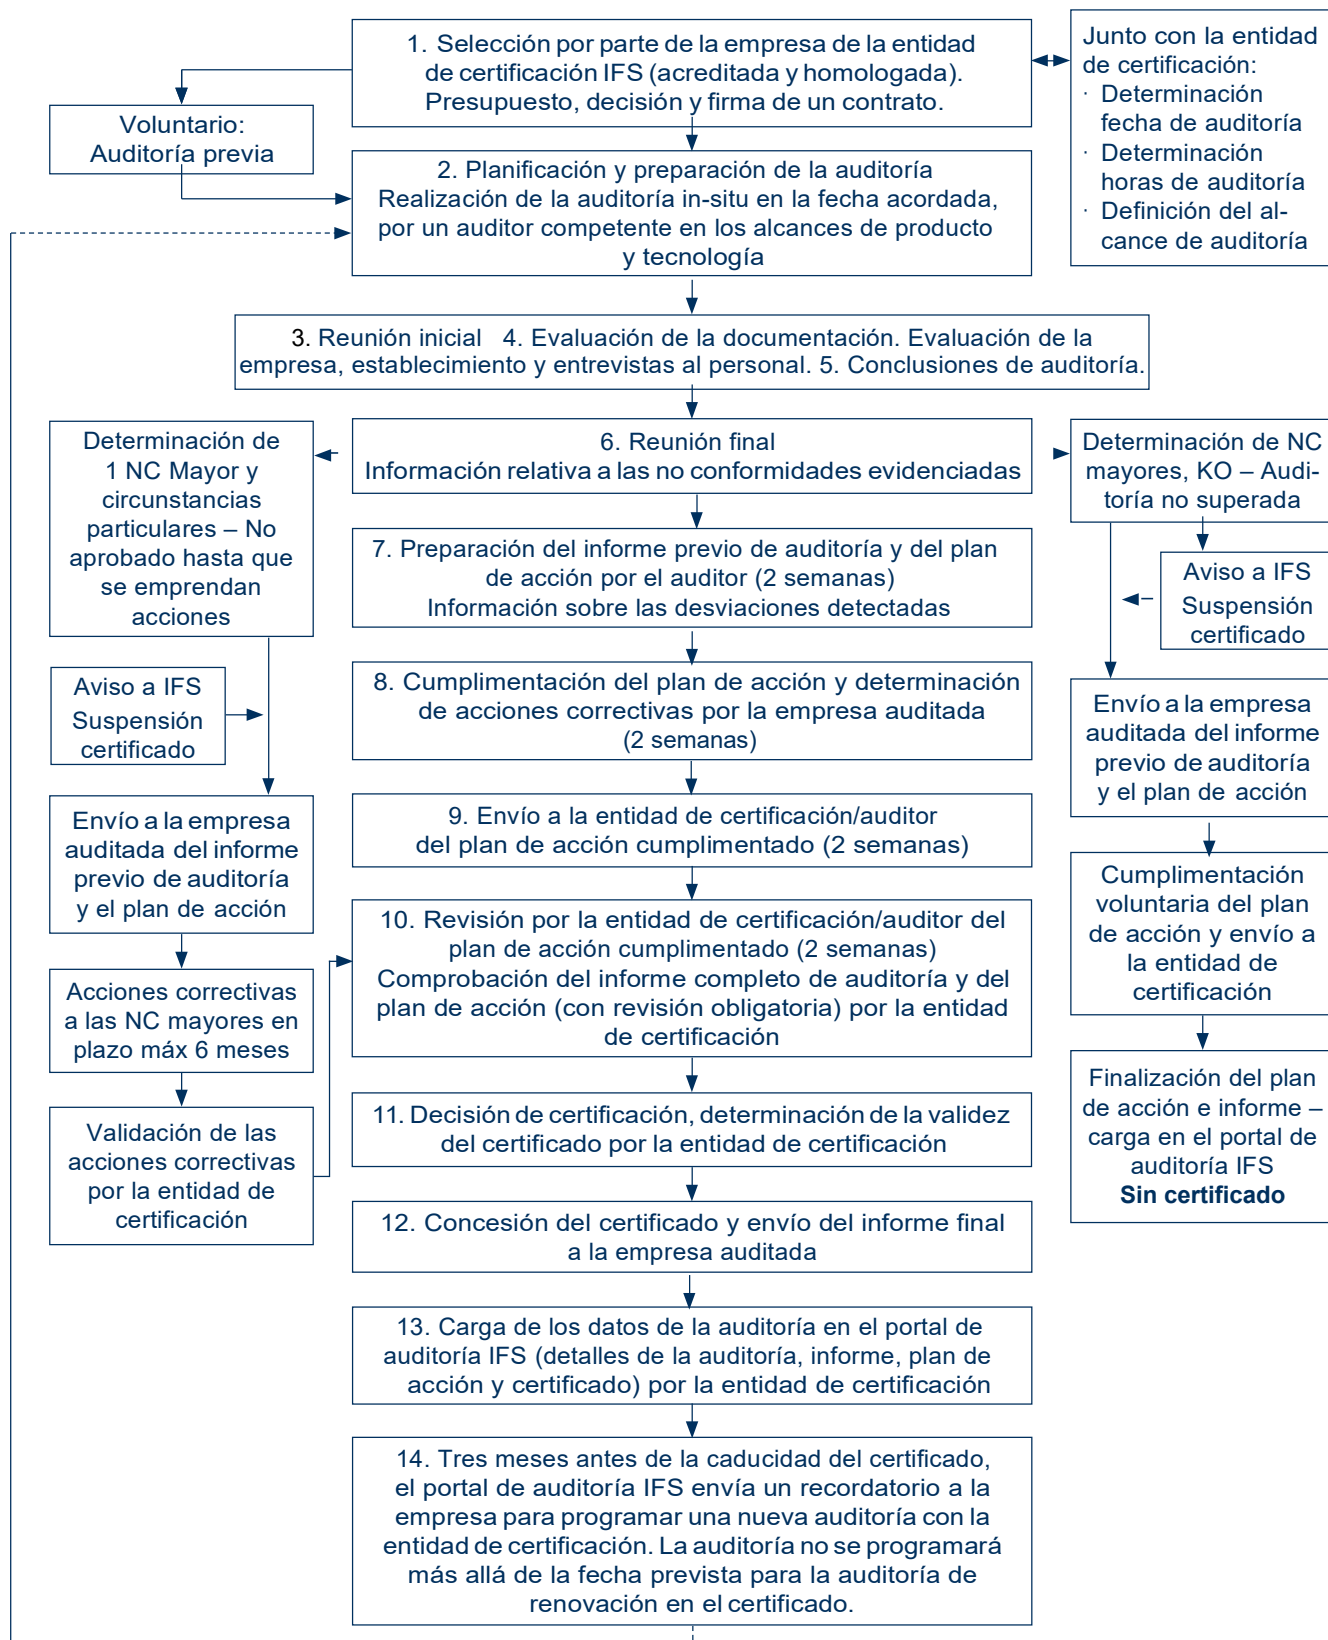 1. Selección por parte de la empresa de la entidad
de certificación IFS (acreditada y homologada).
Presupuesto, decisión y firma de un contrato.
Junto con la entidad
de certificación:
· Determinación
fecha de auditoría
· Determinación
horas de auditoría
· Definición del al-
cance de auditoría
Voluntario:
Auditoría previa
2. Planificación y preparación de la auditoría
Realización de la auditoría in-situ en la fecha acordada,
por un auditor competente en los alcances de producto
y tecnología
3. Reunión inicial 4. Evaluación de la documentación. Evaluación de la
empresa, establecimiento y entrevistas al personal. 5. Conclusiones de auditoría.
Determinación de
1 NC Mayor y
circunstancias
particulares – No
aprobado hasta que
se emprendan
acciones
6. Reunión final
Información relativa a las no conformidades evidenciadas
Determinación de NC
mayores, KO – Audi-
toría no superada
7. Preparación del informe previo de auditoría y del plan
de acción por el auditor (2 semanas)
Información sobre las desviaciones detectadas
Aviso a IFS
Suspensión
certificado
Aviso a IFS
Suspensión
certificado
8. Cumplimentación del plan de acción y determinación
de acciones correctivas por la empresa auditada
(2 semanas)
Envío a la empresa
auditada del informe
previo de auditoría
y el plan de acción
Envío a la empresa
auditada del informe
previo de auditoría
y el plan de acción
9. Envío a la entidad de certificación/auditor
del plan de acción cumplimentado (2 semanas)
Cumplimentación
voluntaria del plan
de acción y envío a
la entidad de
certificación
10. Revisión por la entidad de certificación/auditor del
plan de acción cumplimentado (2 semanas)
Comprobación del informe completo de auditoría y del
plan de acción (con revisión obligatoria) por la entidad
de certificación
Acciones correctivas
a las NC mayores en
plazo máx 6 meses
Finalización del plan
de acción e informe –
carga en el portal de
auditoría IFS
Sin certificado
11. Decisión de certificación, determinación de la validez
del certificado por la entidad de certificación
Validación de las
acciones correctivas
por la entidad de
certificación
12. Concesión del certificado y envío del informe final
a la empresa auditada
13. Carga de los datos de la auditoría en el portal de
auditoría IFS (detalles de la auditoría, informe, plan de
acción y certificado) por la entidad de certificación
14. Tres meses antes de la caducidad del certificado,
el portal de auditoría IFS envía un recordatorio a la
empresa para programar una nueva auditoría con la
entidad de certificación. La auditoría no se programará
más allá de la fecha prevista para la auditoría de
renovación en el certificado.